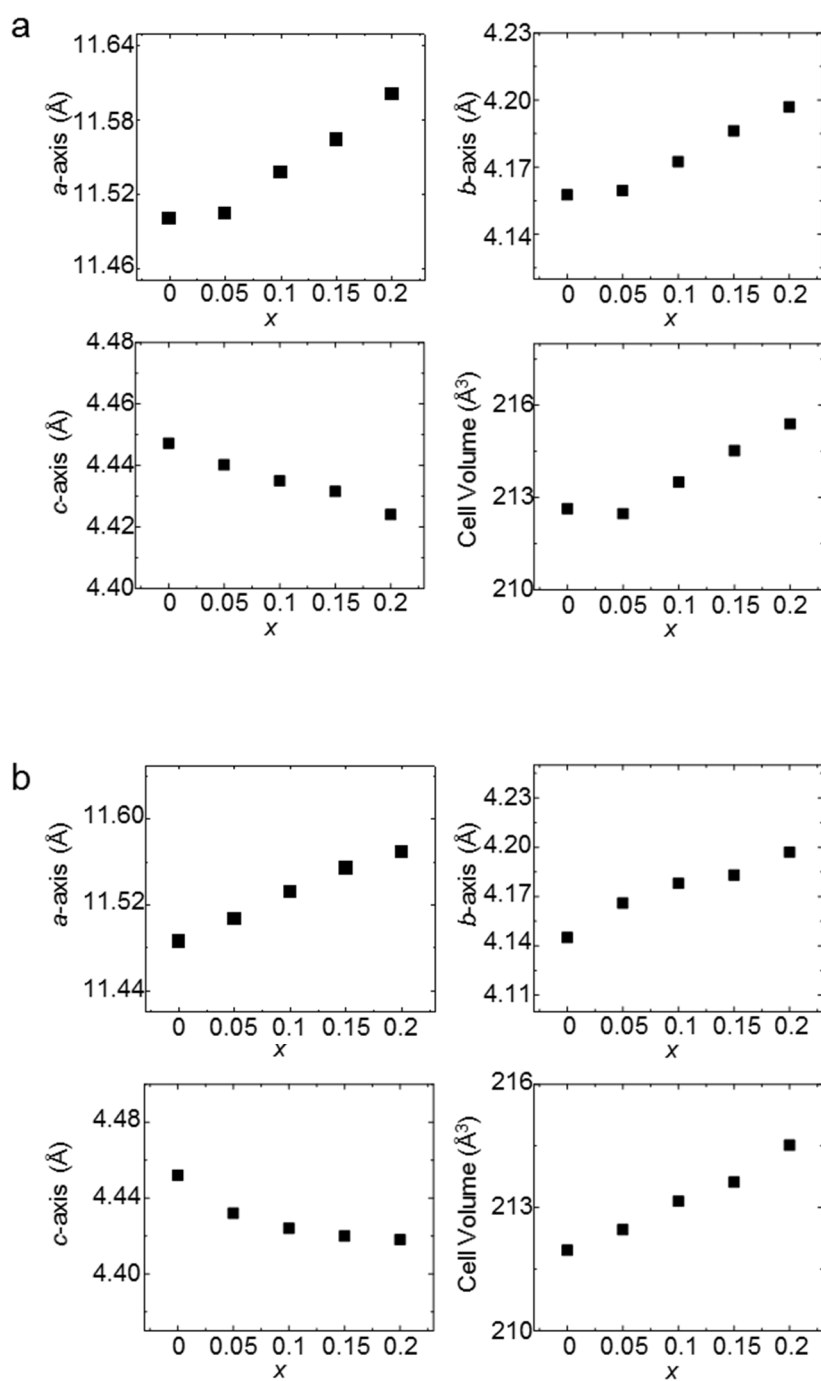 a
11.64
11.58
11.52
11.46
a-axis (Å)
0 0.05 0.1 0.15 0.2
x
4.23
4.20
4.17
4.14
b-axis (Å)
0 0.05 0.1 0.15 0.2
x
4.48
4.46
4.44
4.42
4.40
c-axis (Å)
0 0.05 0.1 0.15 0.2
x
216
213
210
Cell Volume (Å³)
0 0.05 0.1 0.15 0.2
x
b
11.60
11.52
11.44
a-axis (Å)
0 0.05 0.1 0.15 0.2
x
4.23
4.20
4.17
4.14
4.11
b-axis (Å)
0 0.05 0.1 0.15 0.2
x
4.48
4.44
4.40
c-axis (Å)
0 0.05 0.1 0.15 0.2
x
216
213
210
Cell Volume (Å³)
0 0.05 0.1 0.15 0.2
x